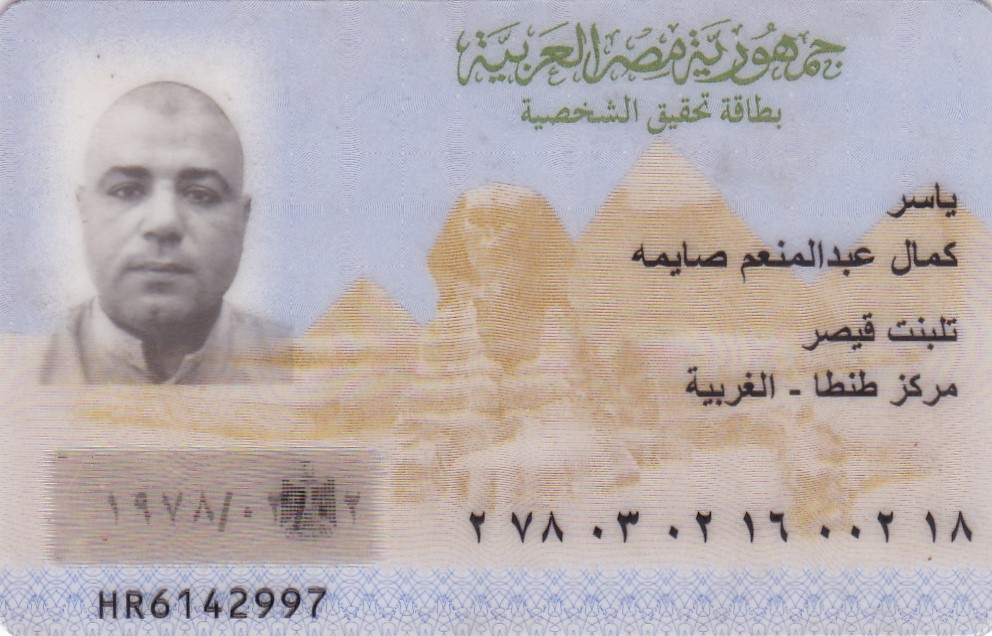 جمهورية مصر العربية
بطاقة تحقيق الشخصية
ياسر
كمال عبدالمنعم صايمه
تلبنت قيصر
مركز طنطا - الغربية
٢ ٧٨ ٠٣ ٠٢ ١٦ ٠٠٢ ١٨
١٩٧٨/٠
HR6142997